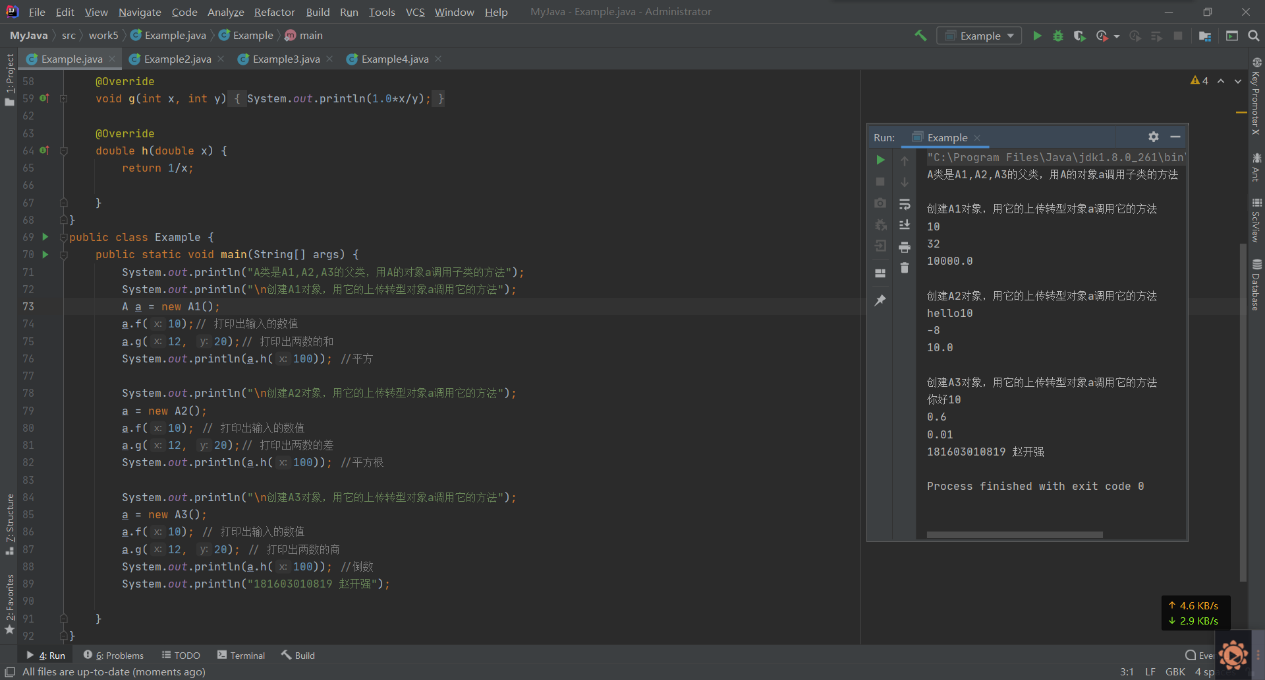 File Edit View Navigate Code Analyze Refactor Build Run Tools VCS Window Help MyJava - Example.java - Administrator
MyJava src work5 Example.java Example main Example
Example.java Example2.java Example3.java Example4.java
1: Project
58 @Override
59 void g(int x, int y) { System.out.println(1.0*x/y); }
62
63 @Override
64 double h(double x) {
65 return 1/x;
66
67 }
68 }
69 public class Example {
70 public static void main(String[] args) {
71 System.out.println("A类是A1,A2,A3的父类，用A的对象a调用子类的方法");
72 System.out.println("\n创建A1对象，用它的上传转型对象a调用它的方法");
73 A a = new A1();
74 a.f( x: 10);// 打印出输入的数值
75 a.g( x: 12, y: 20);// 打印出两数的和
76 System.out.println(a.h( x: 100)); //平方
77
78 System.out.println("\n创建A2对象，用它的上传转型对象a调用它的方法");
79 a = new A2();
80 a.f( x: 10); // 打印出输入的数值
81 a.g( x: 12, y: 20);// 打印出两数的差
82 System.out.println(a.h( x: 100)); //平方根
83
84 System.out.println("\n创建A3对象，用它的上传转型对象a调用它的方法");
85 a = new A3();
86 a.f( x: 10); // 打印出输入的数值
87 a.g( x: 12, y: 20); // 打印出两数的商
88 System.out.println(a.h( x: 100)); //倒数
89 System.out.println("181603010819 赵开强");
90
91 }
92 }
4
Run: Example
"C:\Program Files\Java\jdk1.8.0_261\bin\
A类是A1,A2,A3的父类，用A的对象a调用子类的方法
创建A1对象，用它的上传转型对象a调用它的方法
10
32
10000.0
创建A2对象，用它的上传转型对象a调用它的方法
hello10
-8
10.0
创建A3对象，用它的上传转型对象a调用它的方法
你好10
0.6
0.01
181603010819 赵开强
Process finished with exit code 0
Key Promoter X
Ant
SciView
Database
Z: Structure
2: Favorites
↑ 4.6 KB/s
↓ 2.9 KB/s
4: Run 6: Problems TODO Terminal Build Eve
All files are up-to-date (moments ago) 3:1 LF GBK 4 sp